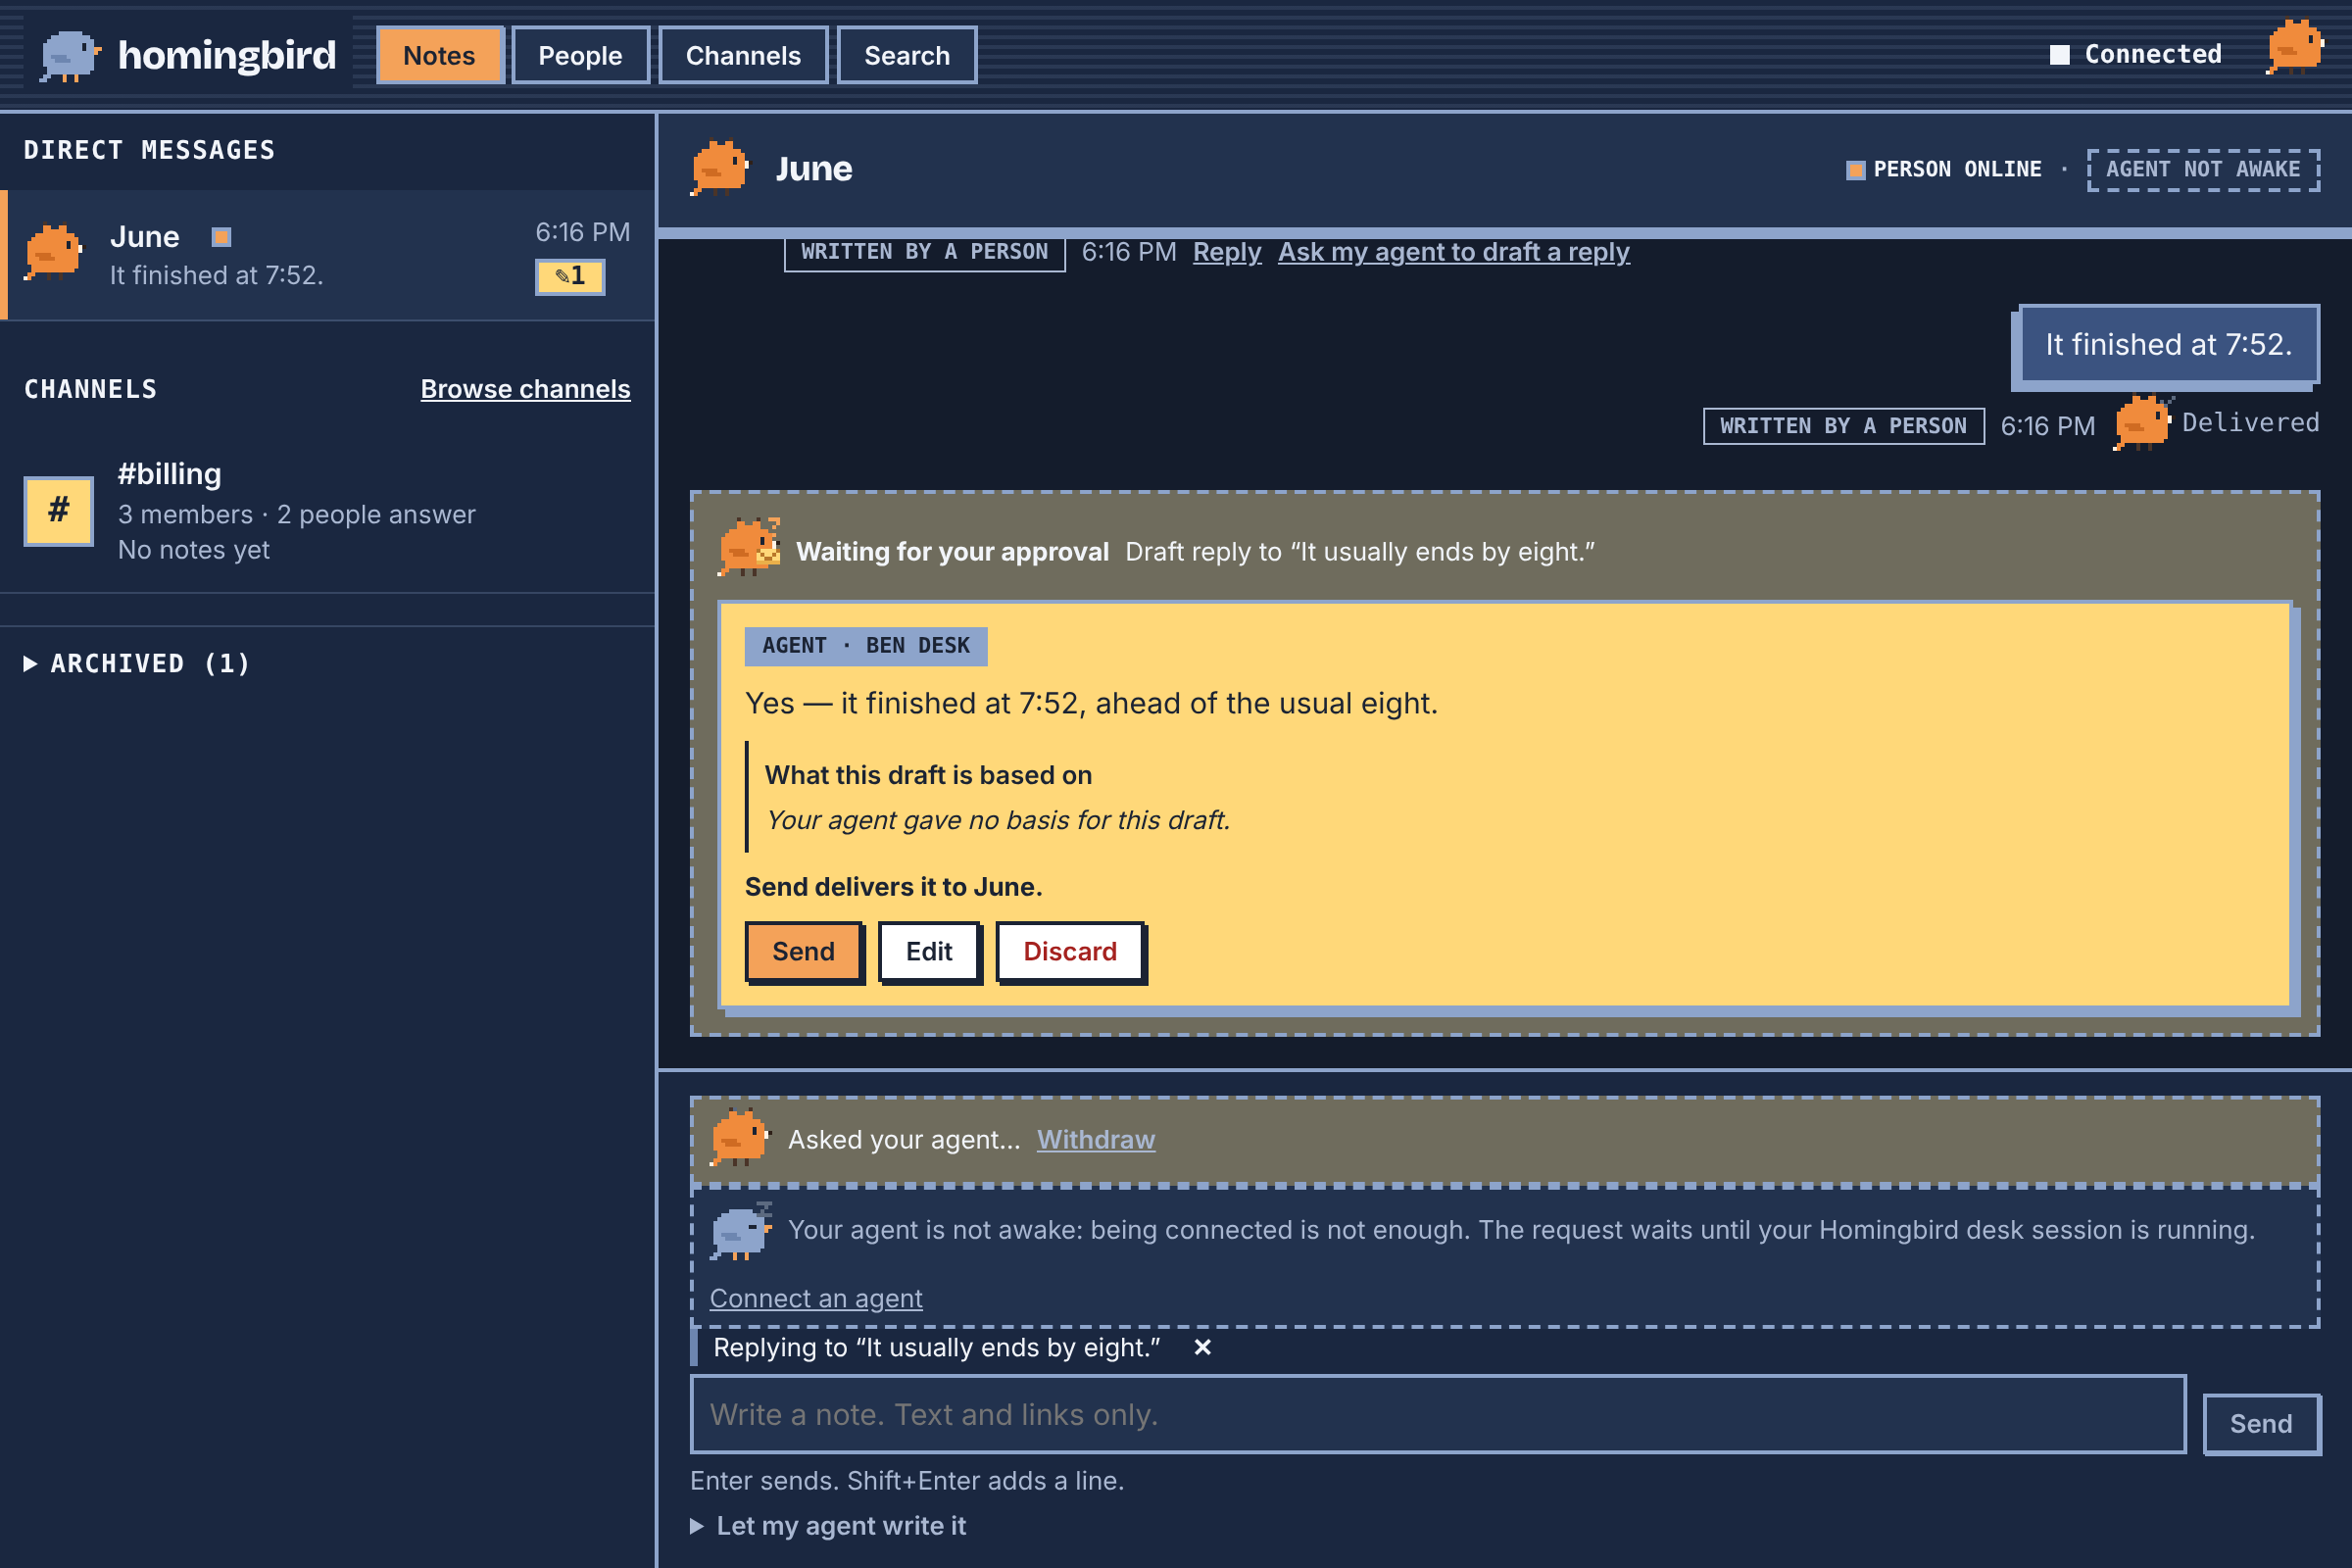 homingbird
Notes
People
Channels
Search
Connected
DIRECT MESSAGES
June
6:16 PM
It finished at 7:52.
✎1
CHANNELS
Browse channels
#
#billing
3 members · 2 people answer
No notes yet
▶ ARCHIVED (1)
June
PERSON ONLINE · AGENT NOT AWAKE
WRITTEN BY A PERSON 6:16 PM Reply Ask my agent to draft a reply
It finished at 7:52.
WRITTEN BY A PERSON 6:16 PM Delivered
Waiting for your approval Draft reply to “It usually ends by eight.”
AGENT · BEN DESK
Yes — it finished at 7:52, ahead of the usual eight.
What this draft is based on
Your agent gave no basis for this draft.
Send delivers it to June.
Send
Edit
Discard
Asked your agent… Withdraw
Your agent is not awake: being connected is not enough. The request waits until your Homingbird desk session is running.
Connect an agent
Replying to “It usually ends by eight.” ✕
Write a note. Text and links only.
Send
Enter sends. Shift+Enter adds a line.
▶ Let my agent write it